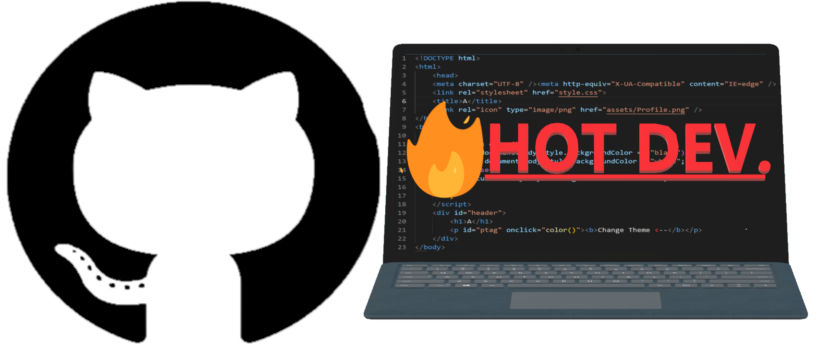 1 <!DOCTYPE html>
2 <html>
3 <head>
4 <meta charset="UTF-8" /><meta http-equiv="X-UA-Compatible" content="IE=edge" />
5 <link rel="stylesheet" href="style.css">
6 <title>A</title>
7 link rel="icon" type="image/png" href="assets/Profile.png" />
8
9
HOT DEV.
18 </script>
19 <div id="header">
20 <h1>A</h1>
21 <p id="ptag" onclick="color()"><b>Change Theme <--</b></p>
22 </div>
23 </body>